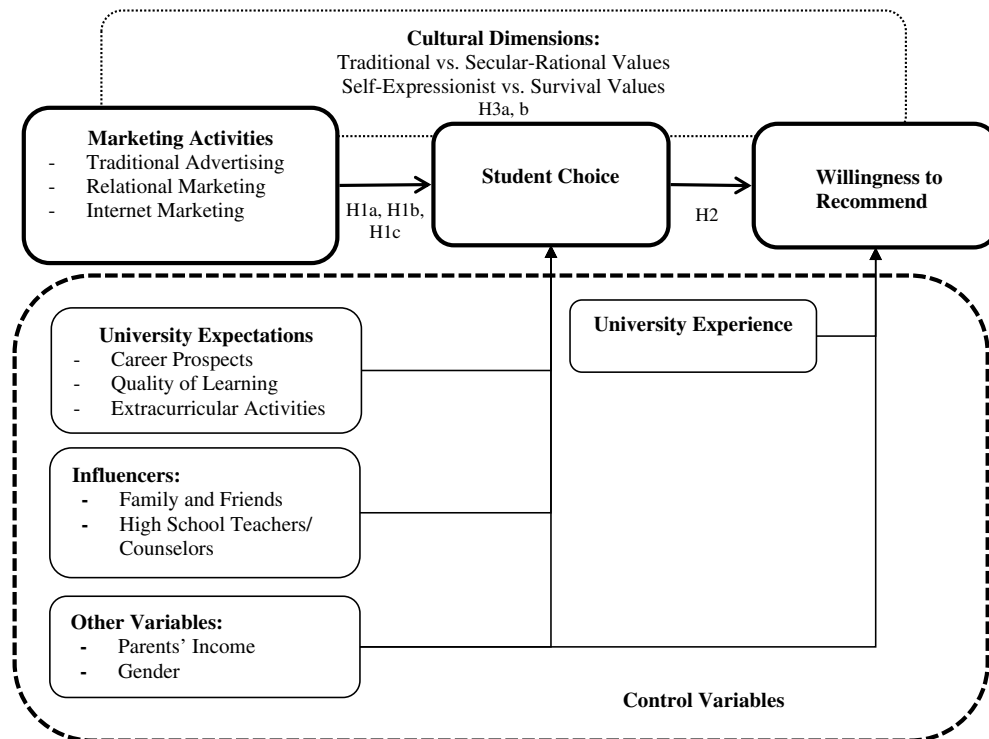 Cultural Dimensions:
Traditional vs. Secular-Rational Values
Self-Expressionist vs. Survival Values
H3a, b
Marketing Activities
- Traditional Advertising
- Relational Marketing
- Internet Marketing
H1a, H1b,
H1c
Student Choice
H2
Willingness to
Recommend
University Expectations
- Career Prospects
- Quality of Learning
- Extracurricular Activities
University Experience
Influencers:
- Family and Friends
- High School Teachers/
Counselors
Other Variables:
- Parents’ Income
- Gender
Control Variables